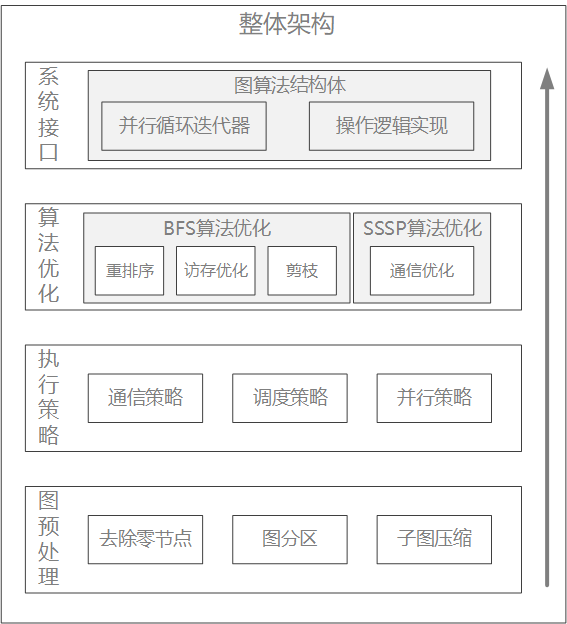 整体架构
系统接口
图算法结构体
并行循环迭代器
操作逻辑实现
算法优化
BFS算法优化
SSSP算法优化
重排序
访存优化
剪枝
通信优化
执行策略
通信策略
调度策略
并行策略
图预处理
去除零节点
图分区
子图压缩